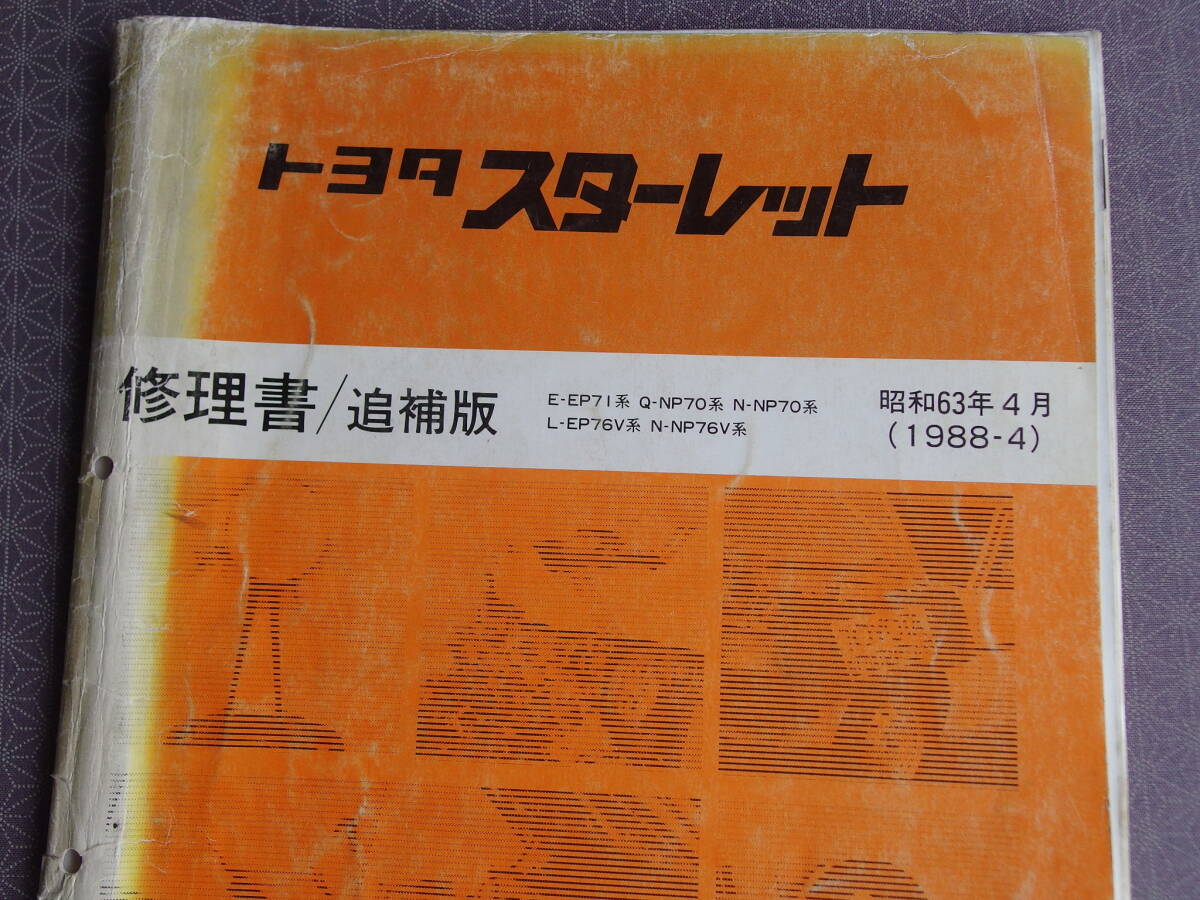 トヨタ スターレット
修理書/追補版
E-EP71系 Q-NP70系 N-NP70系
L-EP76V系 N-NP76V系
昭和63年4月
(1988-4)